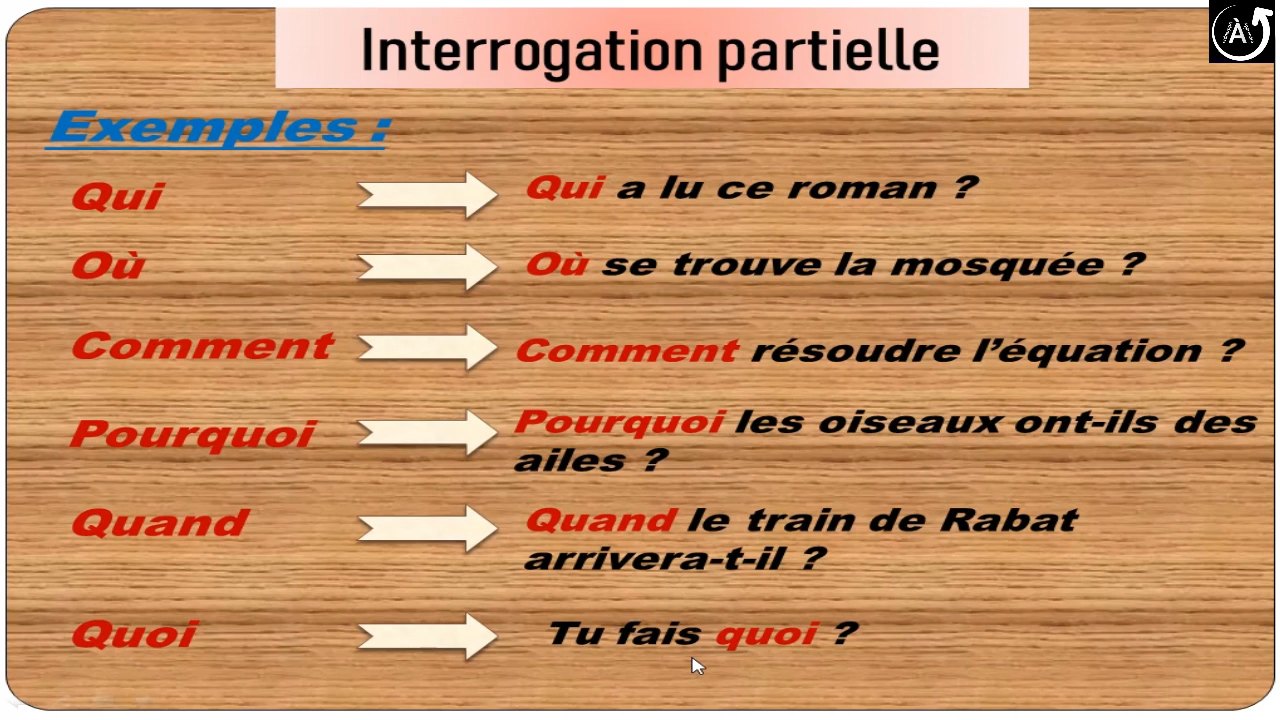 Interrogation partielle
À
Exemples :
Qui
Qui a lu ce roman ?
Où
Où se trouve la mosquée ?
Comment
Comment résoudre l’équation ?
Pourquoi
Pourquoi les oiseaux ont-ils des
ailes ?
Quand
Quand le train de Rabat
arrivera-t-il ?
Quoi
Tu fais quoi ?